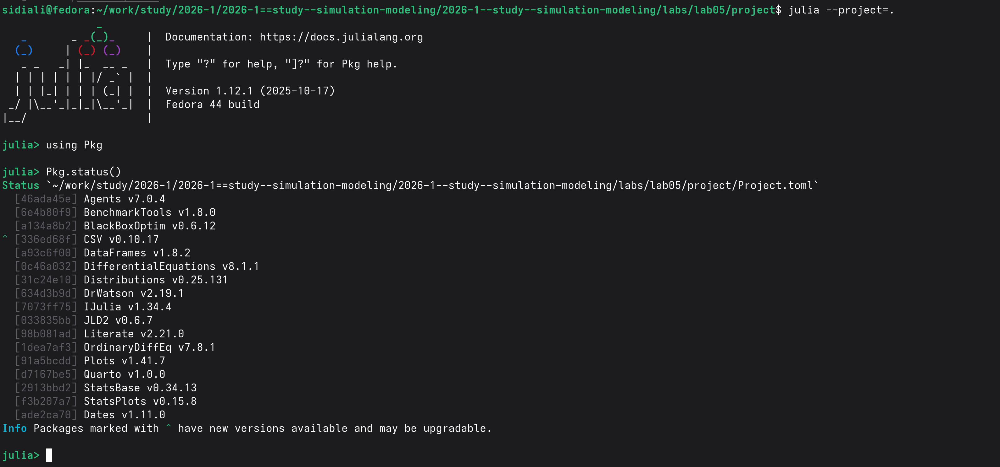 sidiali@fedora:~/work/study/2026-1/2026-1==study--simulation-modeling/2026-1--study--simulation-modeling/labs/lab05/project$ julia --project=.
               _
   _       _ _(_)_     |  Documentation: https://docs.julialang.org
  (_)     | (_) (_)    |
   _ _   _| |_  __ _   |  Type "?" for help, "]?" for Pkg help.
  | | | | | | |/ _` |  |
  | | |_| | | | (_| |  |  Version 1.12.1 (2025-10-17)
 _/ |\__'_|_|_|\__'_|  |  Fedora 44 build
|__/                   |
julia> using Pkg
julia> Pkg.status()
Status `~/work/study/2026-1/2026-1==study--simulation-modeling/2026-1--study--simulation-modeling/labs/lab05/project/Project.toml`
  [46ada45e] Agents v7.0.4
  [6e4b80f9] BenchmarkTools v1.8.0
  [a134a8b2] BlackBoxOptim v0.6.12
^ [336ed68f] CSV v0.10.17
  [a93c6f00] DataFrames v1.8.2
  [0c46a032] DifferentialEquations v8.1.1
  [31c24e10] Distributions v0.25.131
  [634d3b9d] DrWatson v2.19.1
  [7073ff75] IJulia v1.34.4
  [033835bb] JLD2 v0.6.7
  [98b081ad] Literate v2.21.0
  [1dea7af3] OrdinaryDiffEq v7.8.1
  [91a5bcdd] Plots v1.41.7
  [d7167be5] Quarto v1.0.0
  [2913bbd2] StatsBase v0.34.13
  [f3b207a7] StatsPlots v0.15.8
  [ade2ca70] Dates v1.11.0
Info Packages marked with ^ have new versions available and may be upgradable.
julia>